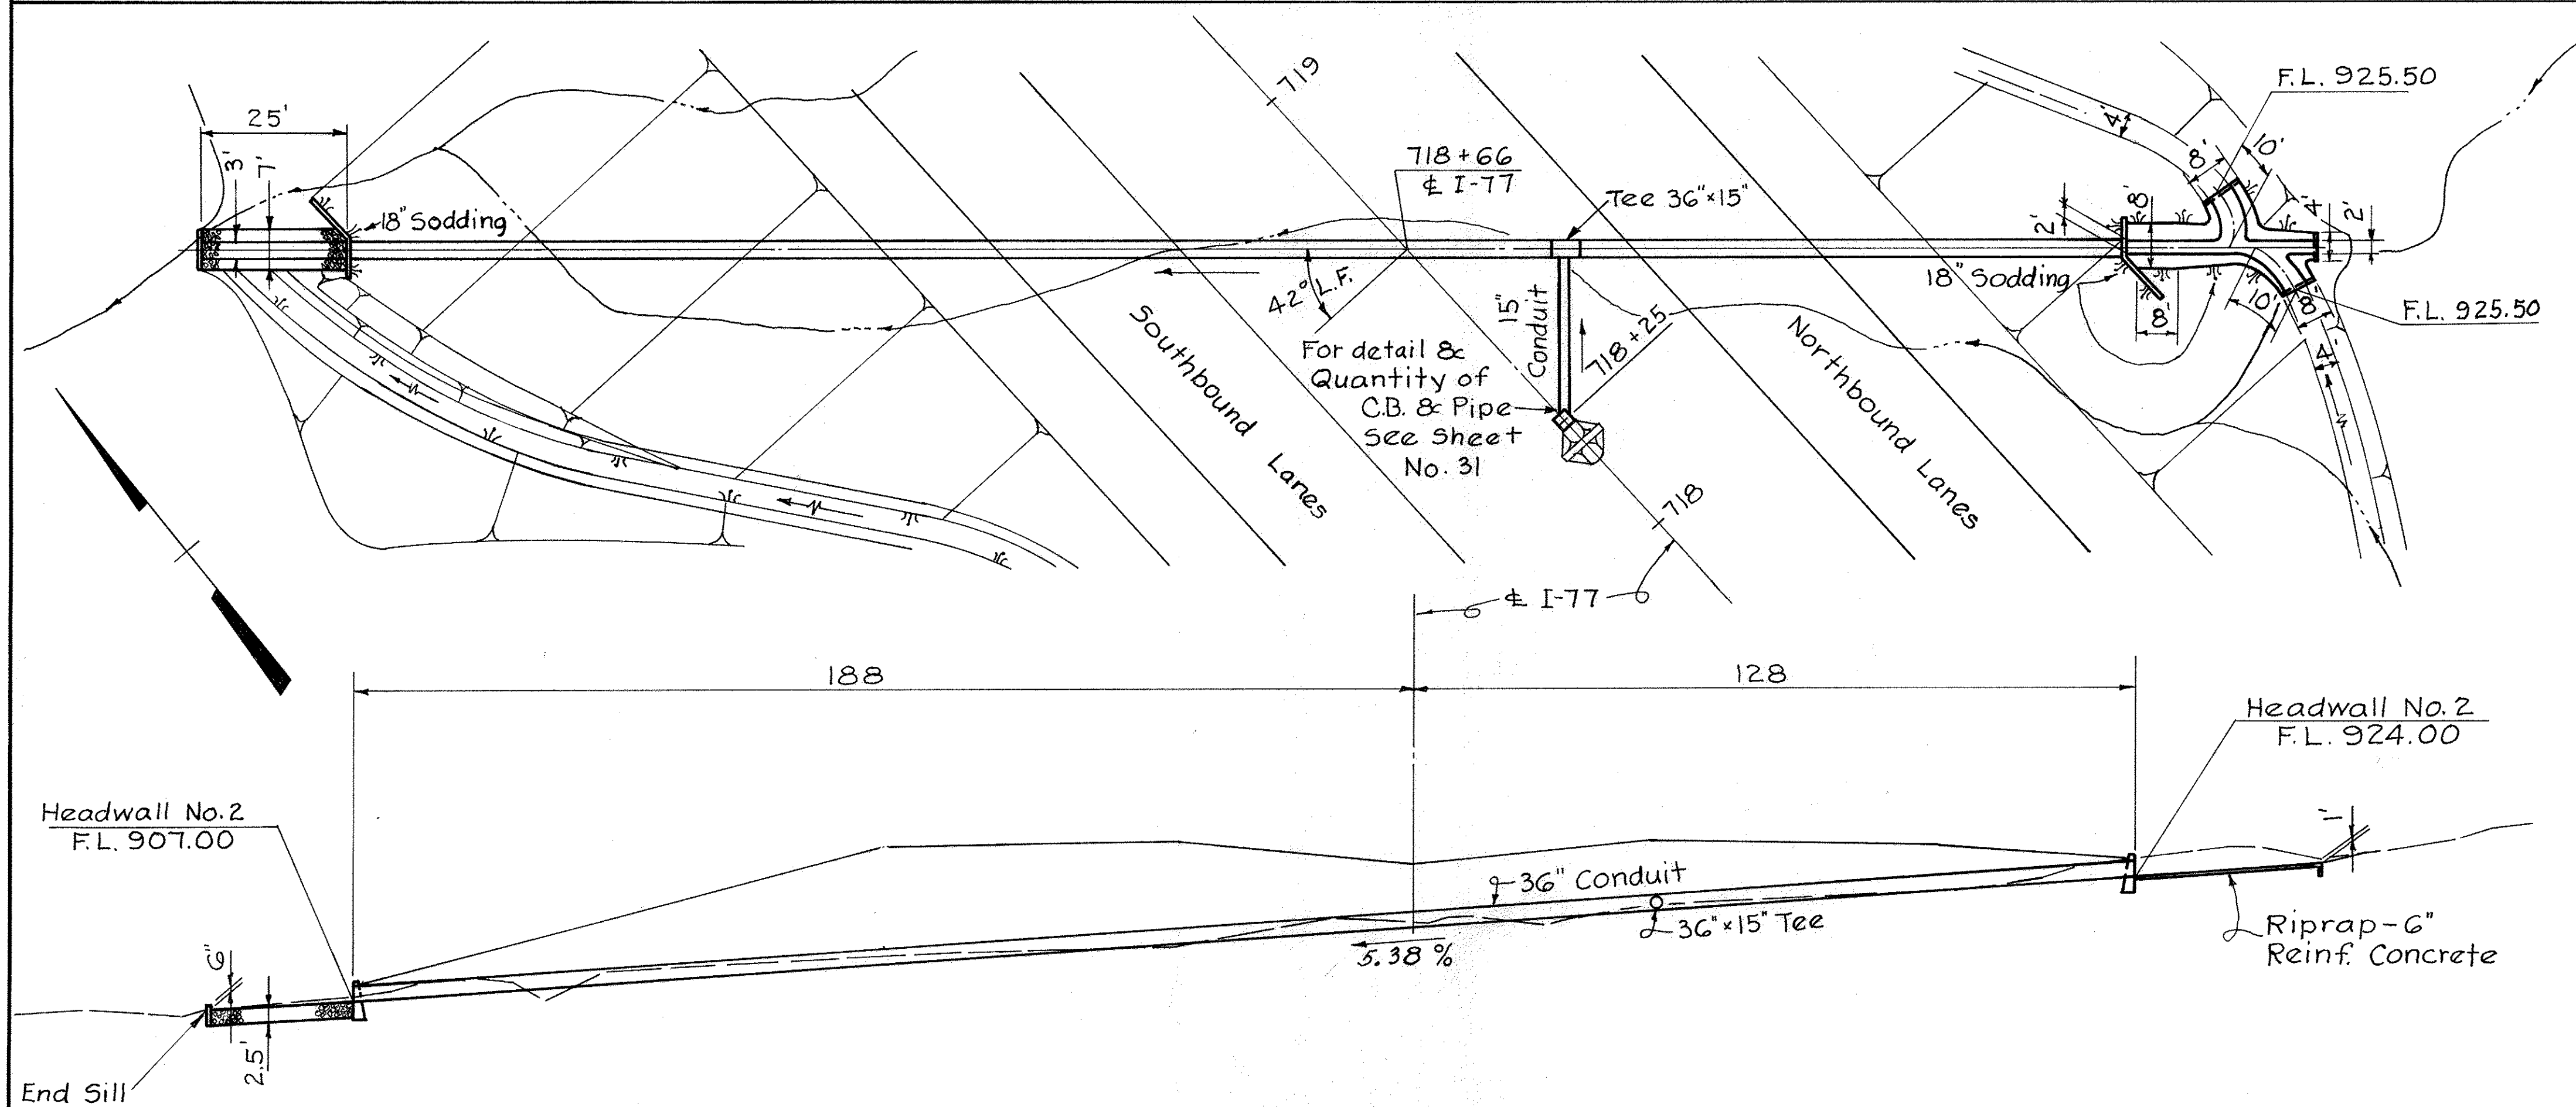 F.L. 925.50
719
25'
4'
10'
8'
3'
7'
718+66
℄ I-77
Tee 36"x15"
18" Sodding
8'
4'
2'
2'
42° L.F.
18" Sodding
15"
Conduit
718+25
8'
10'
8'
F.L. 925.50
4'
Southbound
Lanes
Northbound
Lanes
For detail &
Quantity of
C.B. & Pipe
See Sheet
No. 31
718
℄ I-77
188
128
Headwall No. 2
F.L. 924.00
Headwall No. 2
F.L. 907.00
1'
36" Conduit
36"x15" Tee
5.38 %
Riprap-6"
Reinf. Concrete
6"
2.5'
End Sill